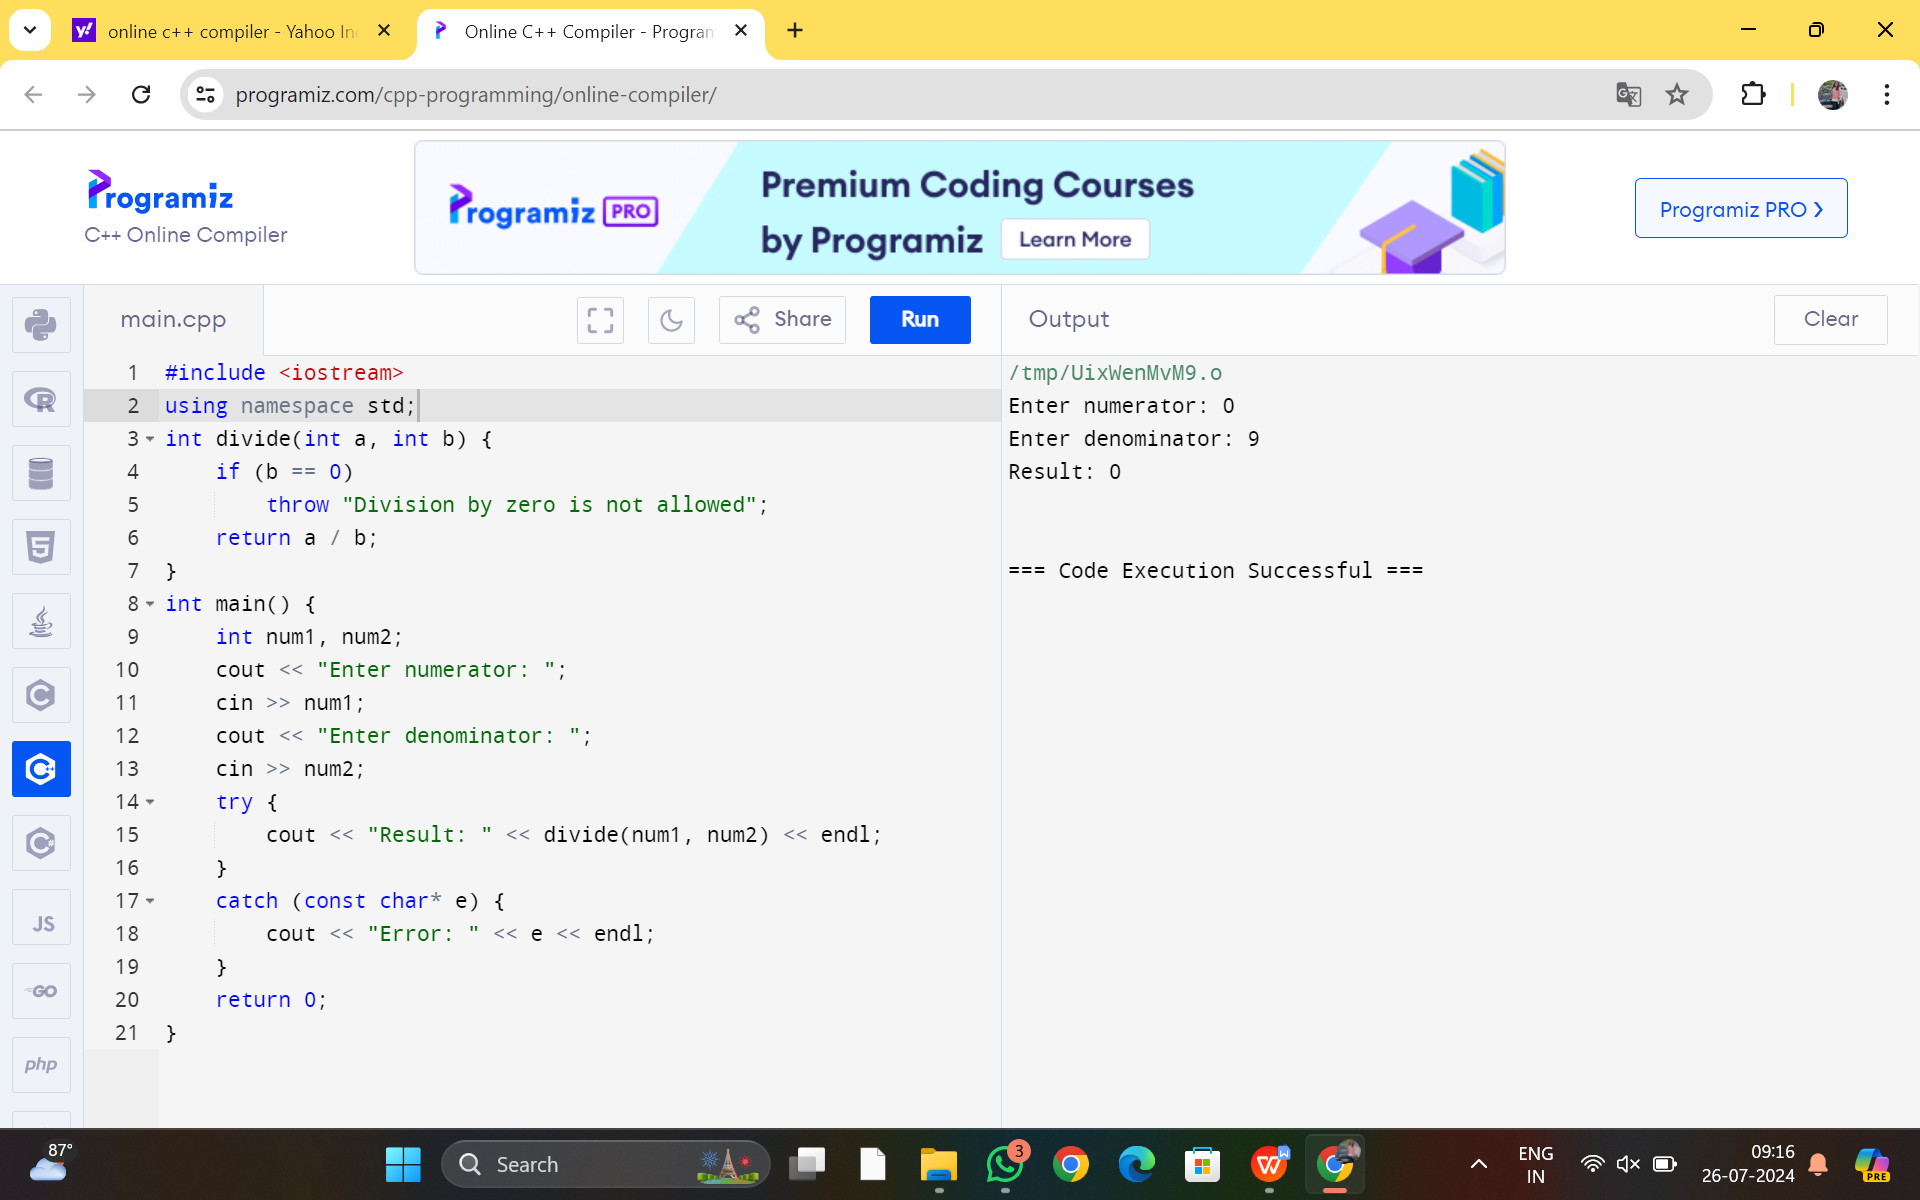 online c++ compiler - Yahoo In
Online C++ Compiler - Program
programiz.com/cpp-programming/online-compiler/
Programiz
C++ Online Compiler
Programiz PRO
Premium Coding Courses
by Programiz
Learn More
Programiz PRO
main.cpp
Share
Run
Output
Clear
1 #include <iostream>
2 using namespace std;
3 int divide(int a, int b) {
4 if (b == 0)
5 throw "Division by zero is not allowed";
6 return a / b;
7 }
8 int main() {
9 int num1, num2;
10 cout << "Enter numerator: ";
11 cin >> num1;
12 cout << "Enter denominator: ";
13 cin >> num2;
14 try {
15 cout << "Result: " << divide(num1, num2) << endl;
16 }
17 catch (const char* e) {
18 cout << "Error: " << e << endl;
19 }
20 return 0;
21 }
/tmp/UixWenMvM9.o
Enter numerator: 0
Enter denominator: 9
Result: 0
=== Code Execution Successful ===
R
5
C
C++
C#
JS
GO
php
87°
Search
3
W
ENG
IN
09:16
26-07-2024
PRE